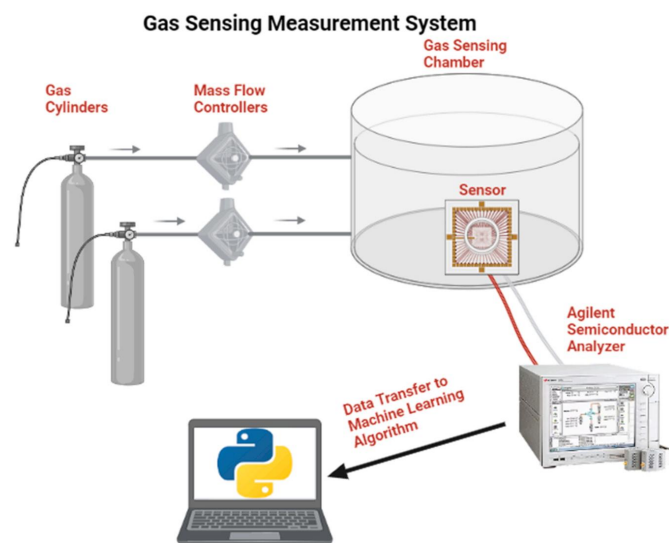 Gas Sensing Measurement System
Gas Sensing
Chamber
Gas
Cylinders
Mass Flow
Controllers
Sensor
Agilent
Semiconductor
Analyzer
Data Transfer to
Machine Learning
Algorithm